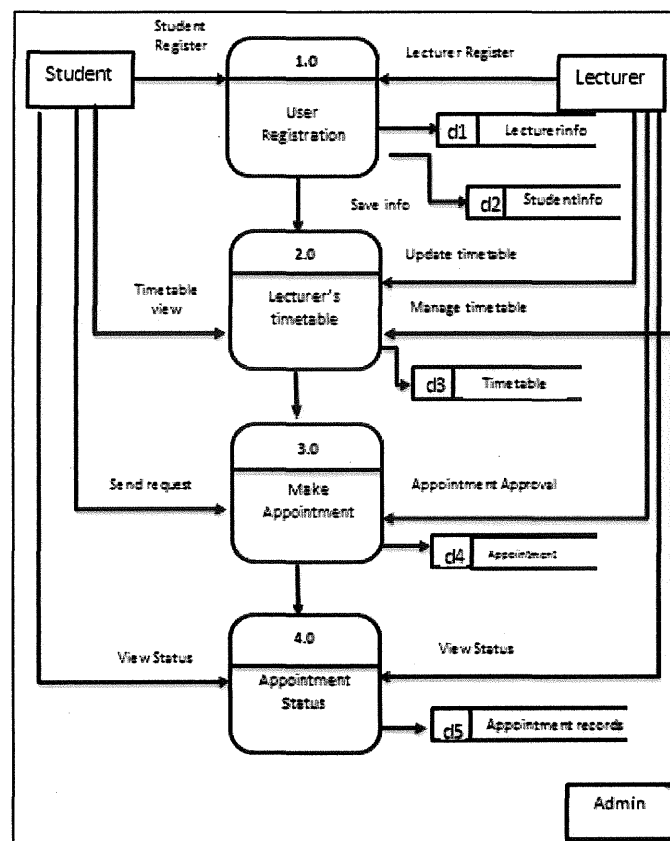 Student
Register
Student
1.0
Lecturer Register
Lecturer
User
Registration
d1
Lecturerinfo
Save info
d2
StudentInfo
2.0
Update timetable
Lecturer's
timetable
Timetable
view
Manage timetable
d3
Timetable
3.0
Send request
Make
Appointment
Appointment Approval
d4
Appointment
4.0
View Status
View Status
Appointment
Status
d5
Appointment records
Admin